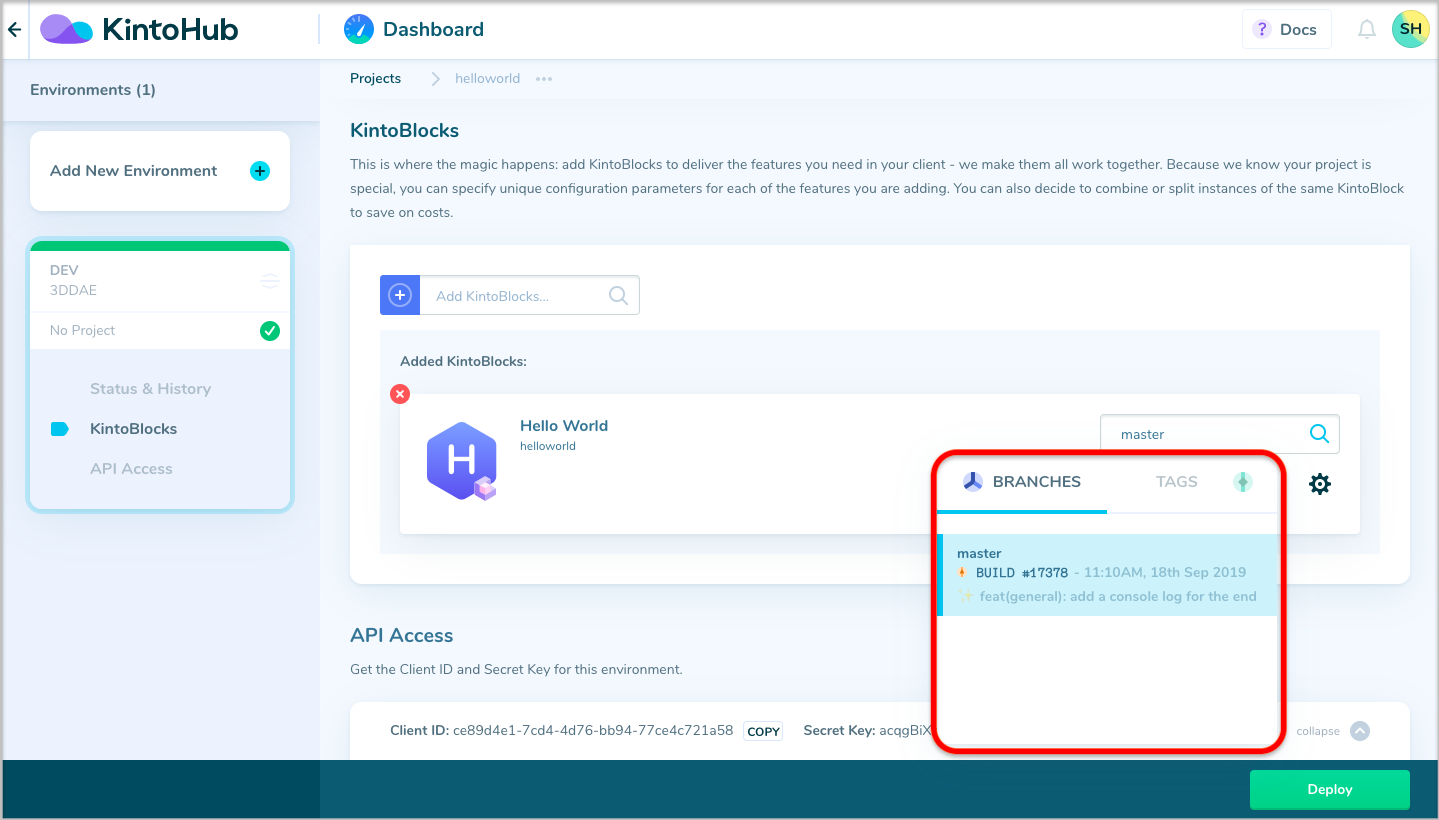 KintoHub
Dashboard
? Docs
SH
Environments (1)
Add New Environment
DEV
3DDAE
No Project
Status & History
KintoBlocks
API Access
Projects
helloworld
KintoBlocks
This is where the magic happens: add KintoBlocks to deliver the features you need in your client - we make them all work together. Because we know your project is
special, you can specify unique configuration parameters for each of the features you are adding. You can also decide to combine or split instances of the same KintoBlock
to save on costs.
Add KintoBlocks...
Added KintoBlocks:
H
Hello World
helloworld
master
BRANCHES
TAGS
master
BUILD #17378 - 11:10AM, 18th Sep 2019
feat(general): add a console log for the end
API Access
Get the Client ID and Secret Key for this environment.
Client ID: ce89d4e1-7cd4-4d76-bb94-77ce4c721a58 COPY Secret Key: acqgBiX
collapse
Deploy